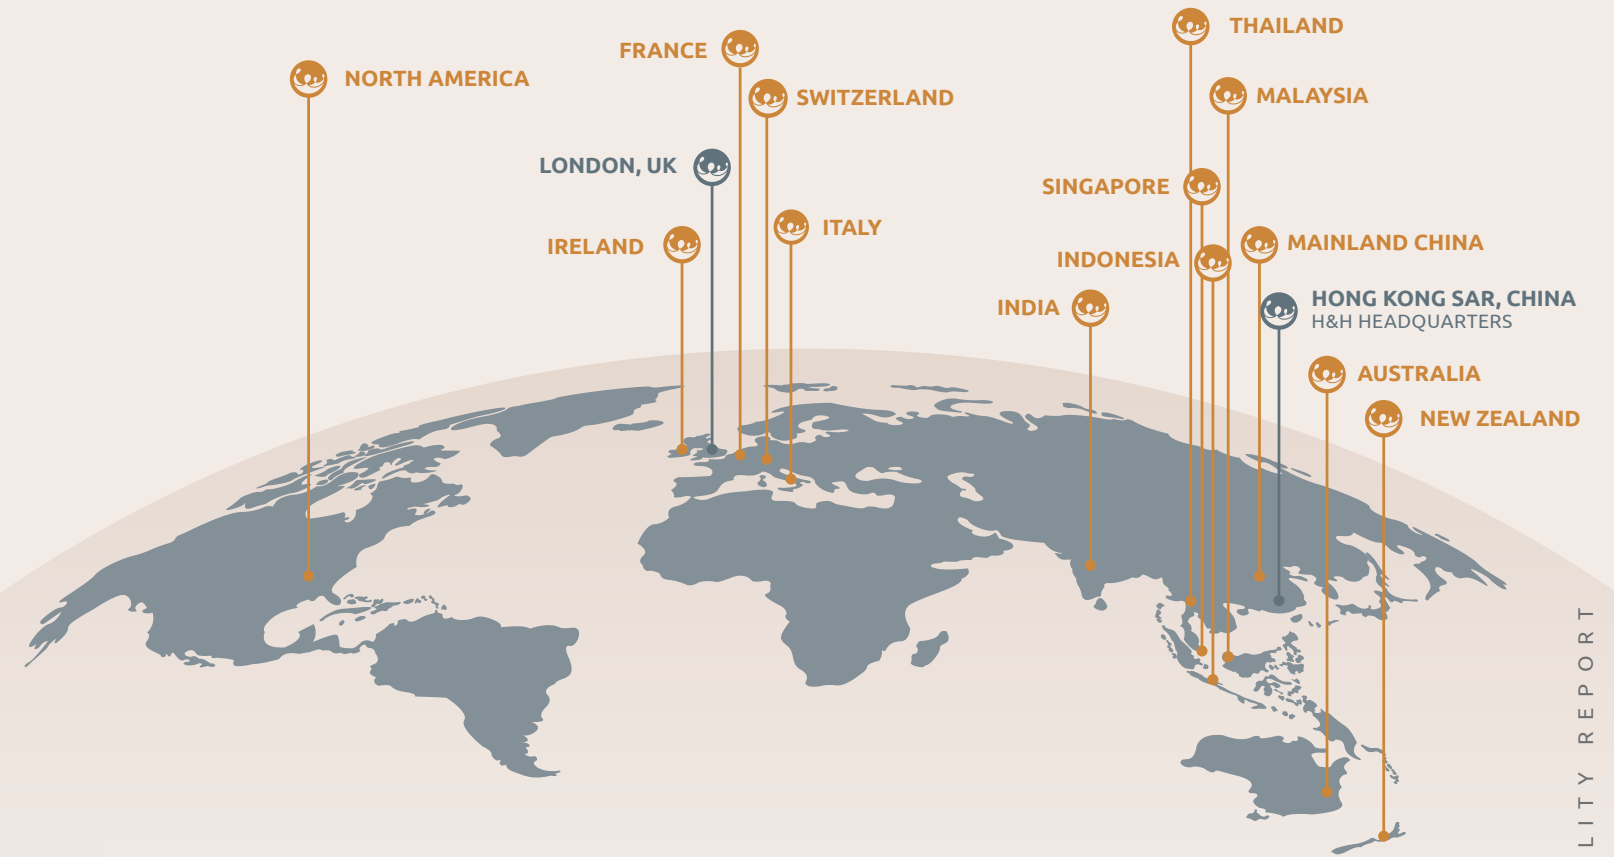 THAILAND
FRANCE
NORTH AMERICA
SWITZERLAND
MALAYSIA
LONDON, UK
SINGAPORE
ITALY
IRELAND
MAINLAND CHINA
INDONESIA
HONG KONG SAR, CHINA
H&H HEADQUARTERS
INDIA
AUSTRALIA
NEW ZEALAND
LITY REPORT